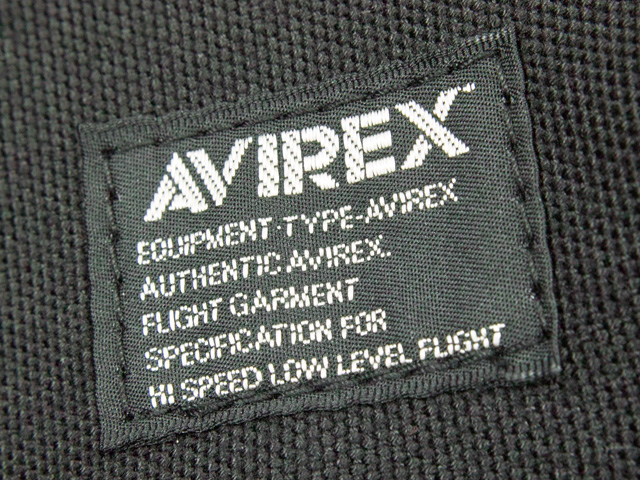 AVIREX
EQUIPMENT·TYPE-AVIREX
AUTHENTIC AVIREX.
FLIGHT GARMENT
SPECIFICATION FOR
HI SPEED LOW LEVEL FLIGHT